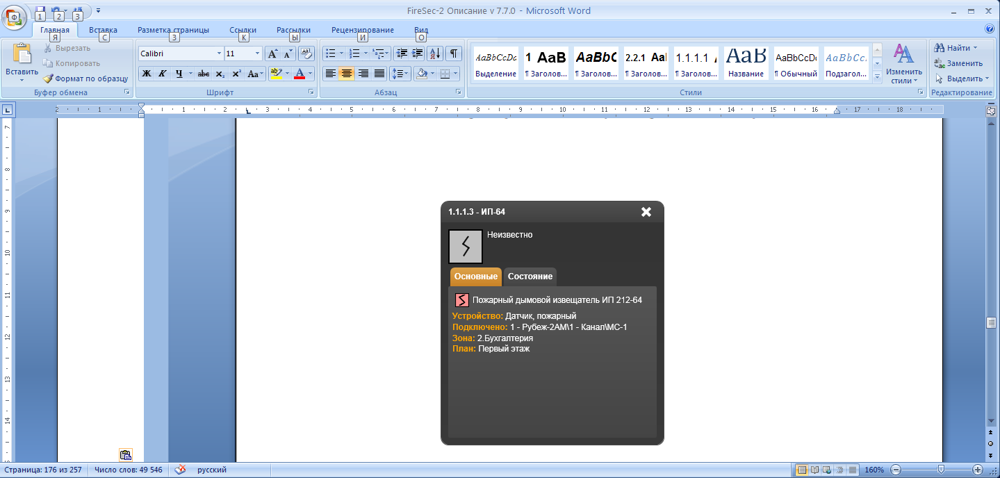 FireSec-2 Описание v 7.7.0 - Microsoft Word
Ф 1 2 3
Главная Вставка Разметка страницы Ссылки Рассылки Рецензирование Вид
Я С З К Ы И О
Вставить
Вырезать
Копировать
Формат по образцу
Буфер обмена
Calibri 11
Ж К Ч abc x₂ x² Aa
Шрифт
Абзац
AaBbCcDc 1 AaB AaBbC 2.2.1 Aal 1.1.1.1 AaB AaBbCcDc AaBbCc.
Выделение ¶ Заголов... ¶ Заголов... ¶ Заголов... ¶ Заголов... Название ¶ Обычный Подзагол...
Изменить стили
Стили
Найти
Заменить
Выделить
Редактирование
2 1 1 2 3 4 5 6 7 8 9 10 11 12 13 14 15 16 17 18
7
8
9
10
11
12
13
14
1.1.1.3 - ИП-64
Неизвестно
Основные Состояние
Пожарный дымовой извещатель ИП 212-64
Устройство: Датчик, пожарный
Подключено: 1 - Рубеж-2АМ\1 - Канал\МС-1
Зона: 2.Бухгалтерия
План: Первый этаж
Страница: 176 из 257 Число слов: 49 546 русский 160%